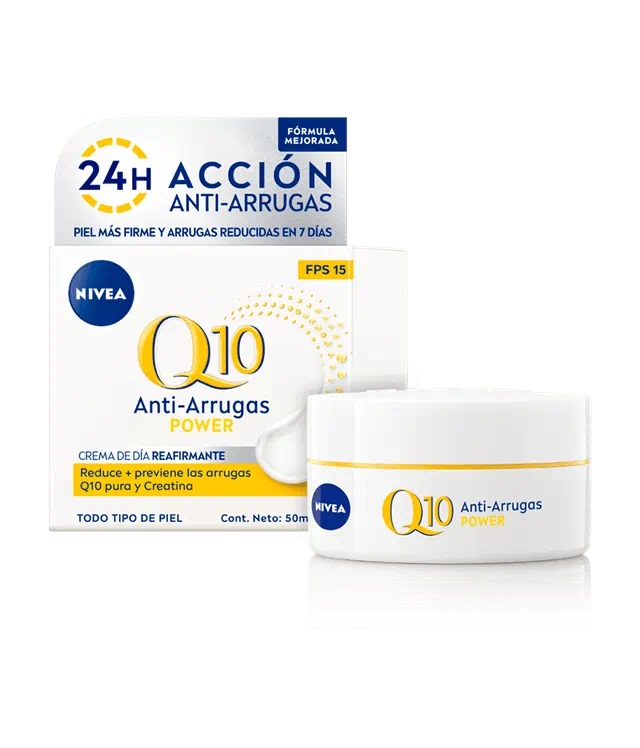 FÓRMULA
MEJORADA
24H ACCIÓN
ANTI-ARRUGAS
PIEL MÁS FIRME Y ARRUGAS REDUCIDAS EN 7 DÍAS
FPS 15
NIVEA
Q10
Anti-Arrugas
POWER
CREMA DE DÍA REAFIRMANTE
Reduce + previene las arrugas
Q10 pura y Creatina
TODO TIPO DE PIEL
Cont. Neto: 50m
NIVEA
Q10
Anti-Arrugas
POWER